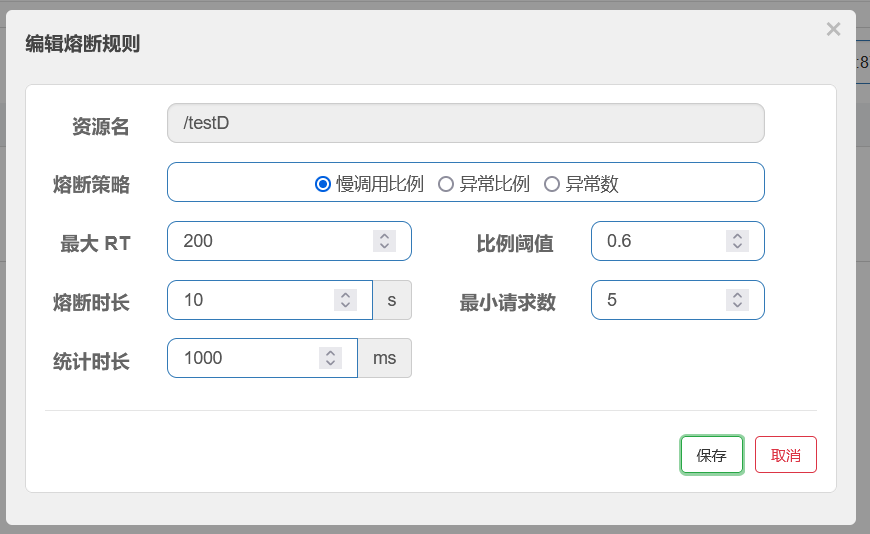 编辑熔断规则
×
:8
资源名 /testD
熔断策略 慢调用比例 异常比例 异常数
最大 RT 200 比例阈值 0.6
熔断时长 10 s 最小请求数 5
统计时长 1000 ms
保存 取消